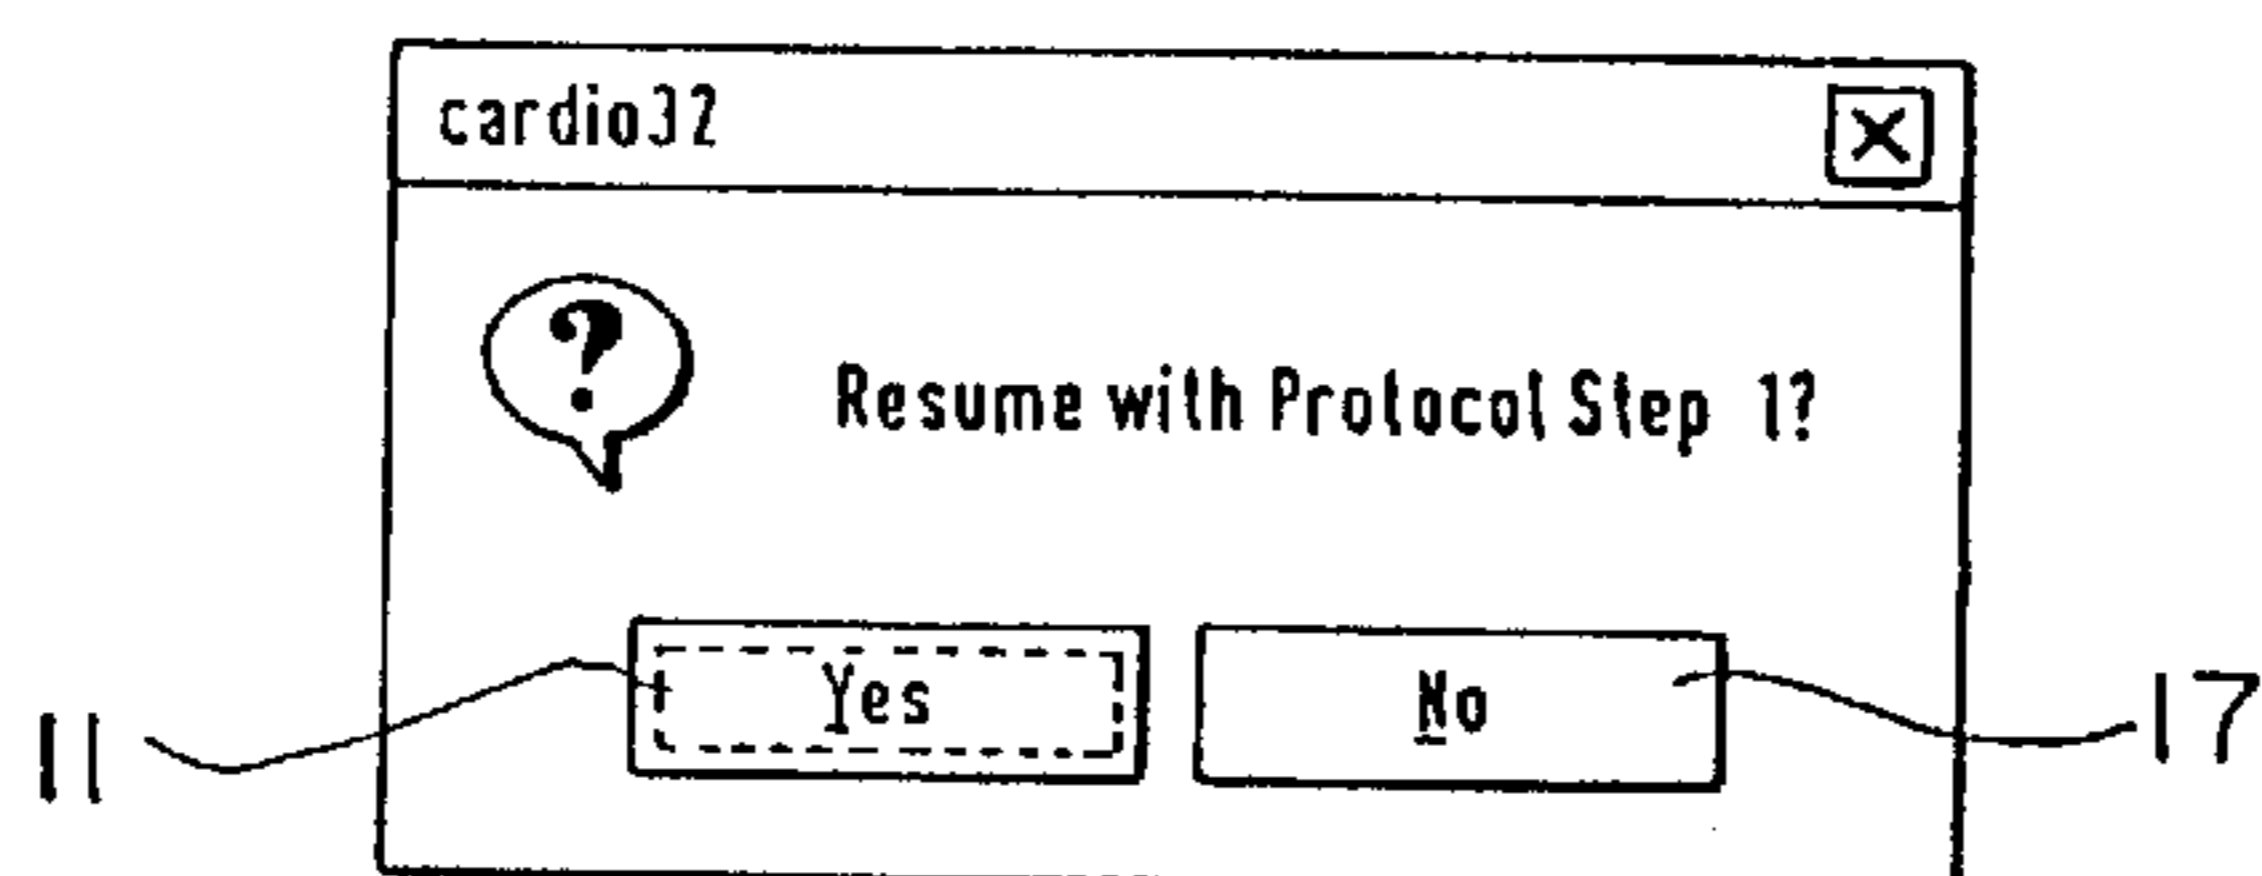 cardio32
?
Resume with Protocol Step 1?
Yes No
11
17